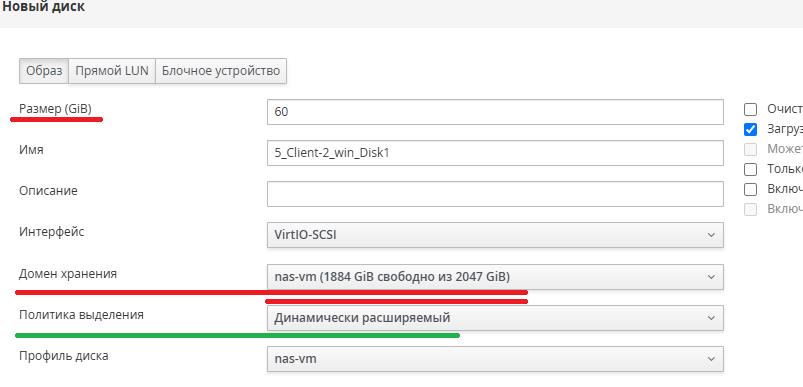 Новый диск
Образ Прямой LUN Блочное устройство
Размер (GiB) 60
Имя 5_Client-2_win_Disk1
Описание
Интерфейс VirtIO-SCSI
Домен хранения nas-vm (1884 GiB свободно из 2047 GiB)
Политика выделения Динамически расширяемый
Профиль диска nas-vm
Очист
Загруз
Может
Только
Включ
Включ